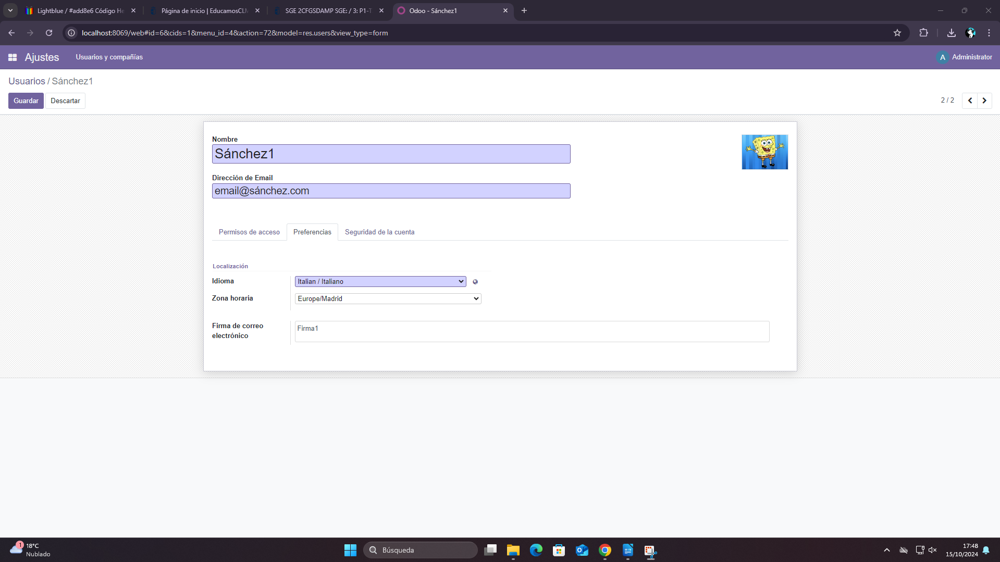 Lightblue / #add8e6 Código He
Página de inicio | EducamosCLM
SGE 2CFGSDAMP SGE: / 3: P1-T
Odoo - Sánchez1
localhost:8069/web#id=6&cids=1&menu_id=4&action=72&model=res.users&view_type=form
Ajustes
Usuarios y compañías
A Administrator
Usuarios / Sánchez1
Guardar
Descartar
2 / 2
Nombre
Sánchez1
Dirección de Email
email@sánchez.com
Permisos de acceso
Preferencias
Seguridad de la cuenta
Localización
Idioma
Italian / Italiano
Zona horaria
Europe/Madrid
Firma de correo
electrónico
Firma1
1
18°C
Nublado
Búsqueda
17:48
15/10/2024